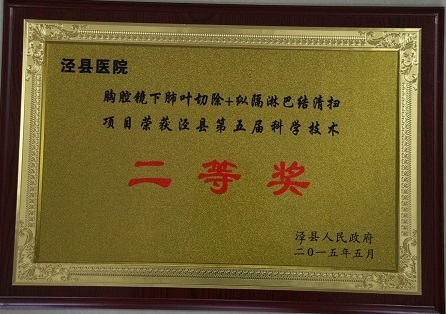 泾县医院
胸腔镜下肺叶切除+纵隔淋巴结清扫
项目荣获泾县第五届科学技术
二等奖
泾县人民政府
二〇一五年五月